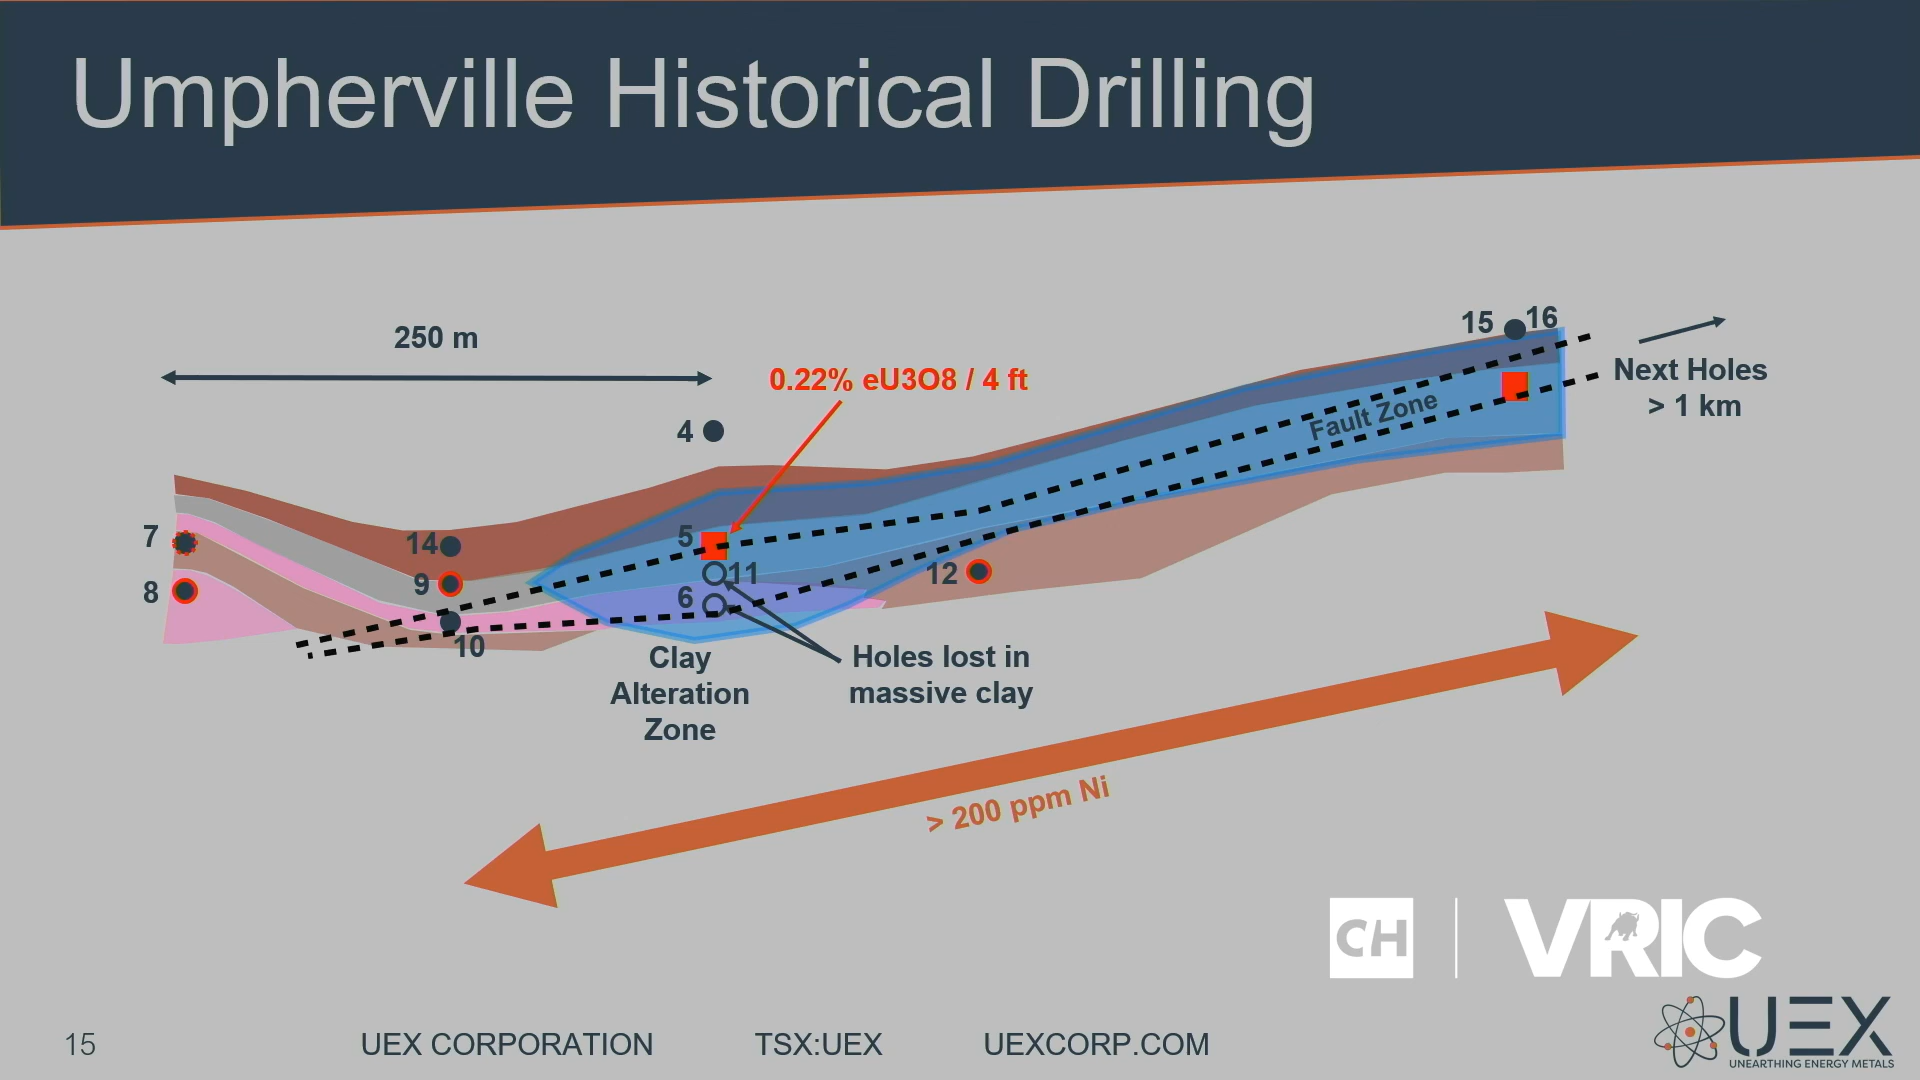 Umpherville Historical Drilling
250 m
0.22% eU3O8 / 4 ft
15
16
Next Holes
> 1 km
4
Fault Zone
7
14
5
9
11
12
8
6
10
Clay
Alteration
Zone
Holes lost in
massive clay
> 200 ppm Ni
CH
VRIC
15
UEX CORPORATION
TSX:UEX
UEXCORP.COM
UEX
UNEARTHING ENERGY METALS